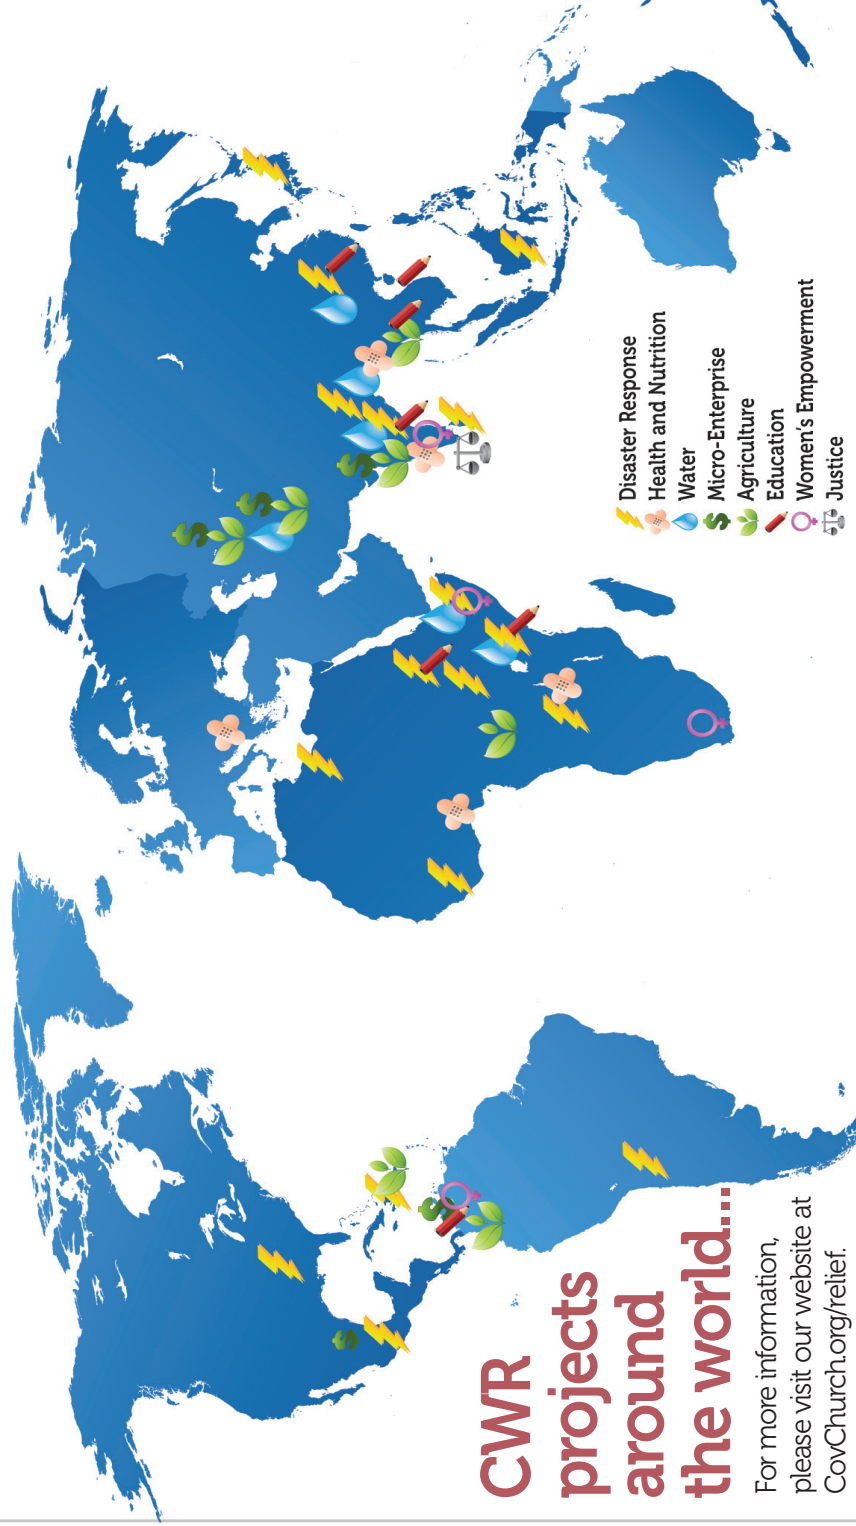 CWR
projects
around
the world...
For more information,
please visit our website at
CovChurch.org/relief.
Disaster Response
Health and Nutrition
Water
Micro-Enterprise
Agriculture
Education
Women's Empowerment
Justice